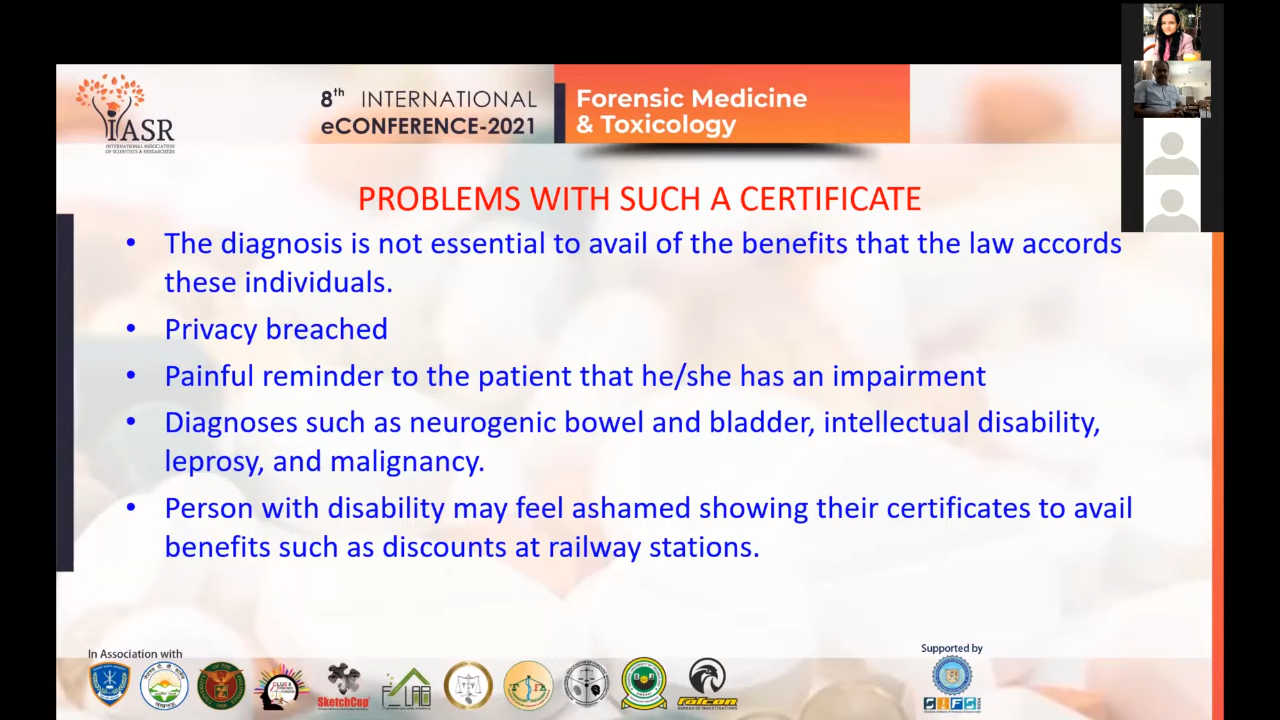 8th INTERNATIONAL
eCONFERENCE-2021
Forensic Medicine
& Toxicology
iASR
INTERNATIONAL ASSOCIATION
OF SCIENTISTS & RESEARCHERS
PROBLEMS WITH SUCH A CERTIFICATE
• The diagnosis is not essential to avail of the benefits that the law accords
these individuals.
• Privacy breached
• Painful reminder to the patient that he/she has an impairment
• Diagnoses such as neurogenic bowel and bladder, intellectual disability,
leprosy, and malignancy.
• Person with disability may feel ashamed showing their certificates to avail
benefits such as discounts at railway stations.
In Association with
Supported by
SketchCop
LAB
FALCON
SIFS